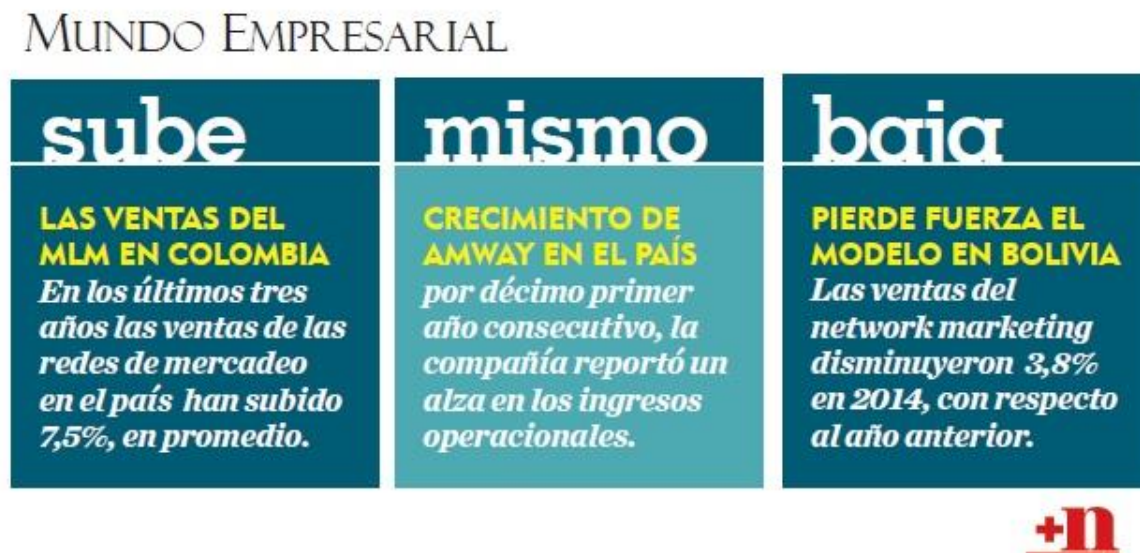 MUNDO EMPRESARIAL
sube
LAS VENTAS DEL
MLM EN COLOMBIA
En los últimos tres
años las ventas de las
redes de mercadeo
en el país han subido
7,5%, en promedio.
mismo
CRECIMIENTO DE
AMWAY EN EL PAÍS
por décimo primer
año consecutivo, la
compañía reportó un
alza en los ingresos
operacionales.
baja
PIERDE FUERZA EL
MODELO EN BOLIVIA
Las ventas del
network marketing
disminuyeron 3,8%
en 2014, con respecto
al año anterior.
+n